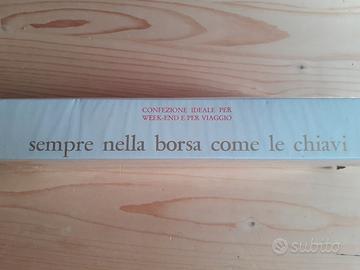 CONFEZIONE IDEALE PER
WEEK-END E PER VIAGGIO
sempre nella borsa come le chiavi
subito